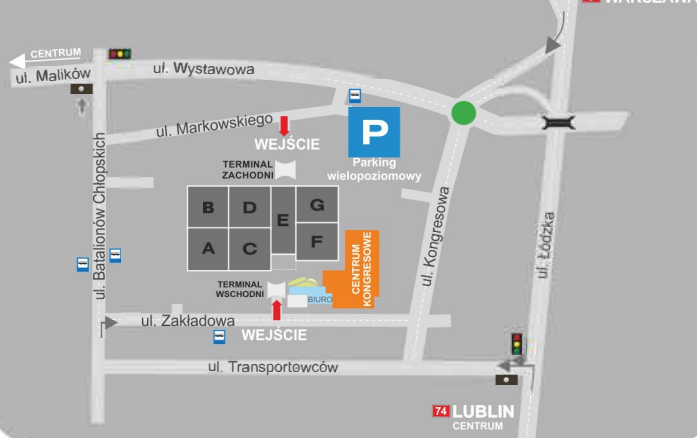 WARSZAWA
CENTRUM
ul. Malików
ul. Wystawowa
ul. Markowskiego
WEJŚCIE
P
Parking
wielopoziomowy
TERMINAL
ZACHODNI
B
D
E
G
A
C
F
ul. Batalionów Chłopskich
ul. Kongresowa
ul. Łódzka
CENTRUM
KONGRESOWE
TERMINAL
WSCHODNI
BIURO
ul. Zakładowa
WEJŚCIE
ul. Transportowców
74 LUBLIN
CENTRUM